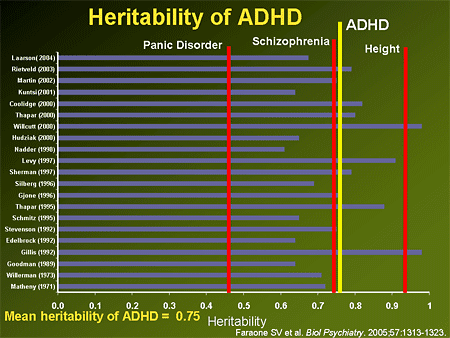 Heritability of ADHD
ADHD
Panic Disorder
Schizophrenia
Height
Laarson(2004)
Rietveld (2003)
Martin (2002)
Kuntsi(2001)
Coolidge (2000)
Thapar (2000)
Willcutt (2000)
Hudziak (2000)
Nadder (1998)
Levy (1997)
Sherman (1997)
Silberg (1996)
Gjone (1996)
Thapar (1995)
Schmitz (1995)
Stevenson (1992)
Edelbrock (1992)
Gillis (1992)
Goodman (1989)
Willerman (1973)
Matheny (1971)
0.0 0.1 0.2 0.3 0.4 0.5 0.6 0.7 0.8 0.9 1
Mean heritability of ADHD = 0.75
Heritability
Faraone SV et al. Biol Psychiatry. 2005;57:1313-1323.